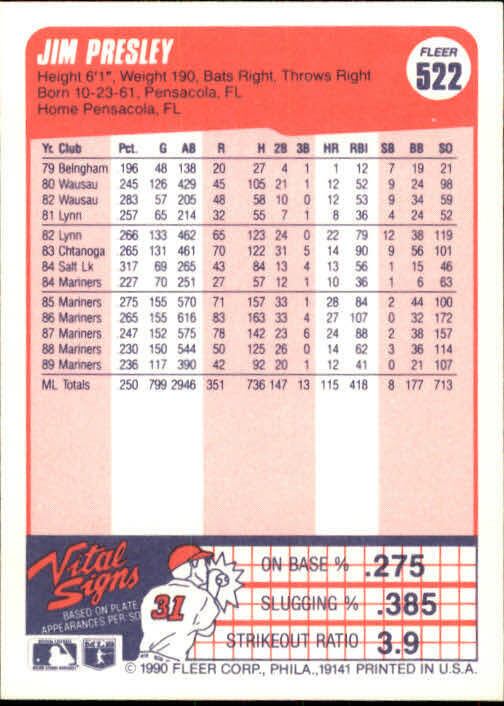 JIM PRESLEY
FLEER
522
Height 6'1", Weight 190, Bats Right, Throws Right
Born 10-23-61, Pensacola, FL
Home Pensacola, FL
Yr. Club Pct. G AB R H 2B 3B HR RBI SB BB SO
79 Belngham 196 48 138 20 27 4 1 1 12 7 19 21
80 Wausau .245 126 429 45 105 21 1 12 52 9 24 98
82 Wausau .283 57 205 48 58 10 0 12 53 9 34 59
81 Lynn .257 65 214 32 55 7 1 8 36 4 24 52
82 Lynn .266 133 462 65 123 24 0 22 79 12 38 119
83 Chtanoga .265 131 461 70 122 31 5 14 90 9 56 101
84 Salt Lk .317 69 265 43 84 13 4 13 56 1 15 46
84 Mariners .227 70 251 27 57 12 1 10 36 1 6 63
85 Mariners .275 155 570 71 157 33 1 28 84 2 44 100
86 Mariners .265 155 616 83 163 33 4 27 107 0 32 172
87 Mariners .247 152 575 78 142 23 6 24 88 2 38 157
88 Mariners .230 150 544 50 125 26 0 14 62 3 36 114
89 Mariners .236 117 390 42 92 20 1 12 41 0 21 107
ML Totals .250 799 2946 351 736 147 13 115 418 8 177 713
Vital Signs
BASED ON PLATE
APPEARANCES PER SO
31
ON BASE % .275
SLUGGING % .385
STRIKEOUT RATIO 3.9
© 1990 FLEER CORP., PHILA., 19141 PRINTED IN U.S.A.